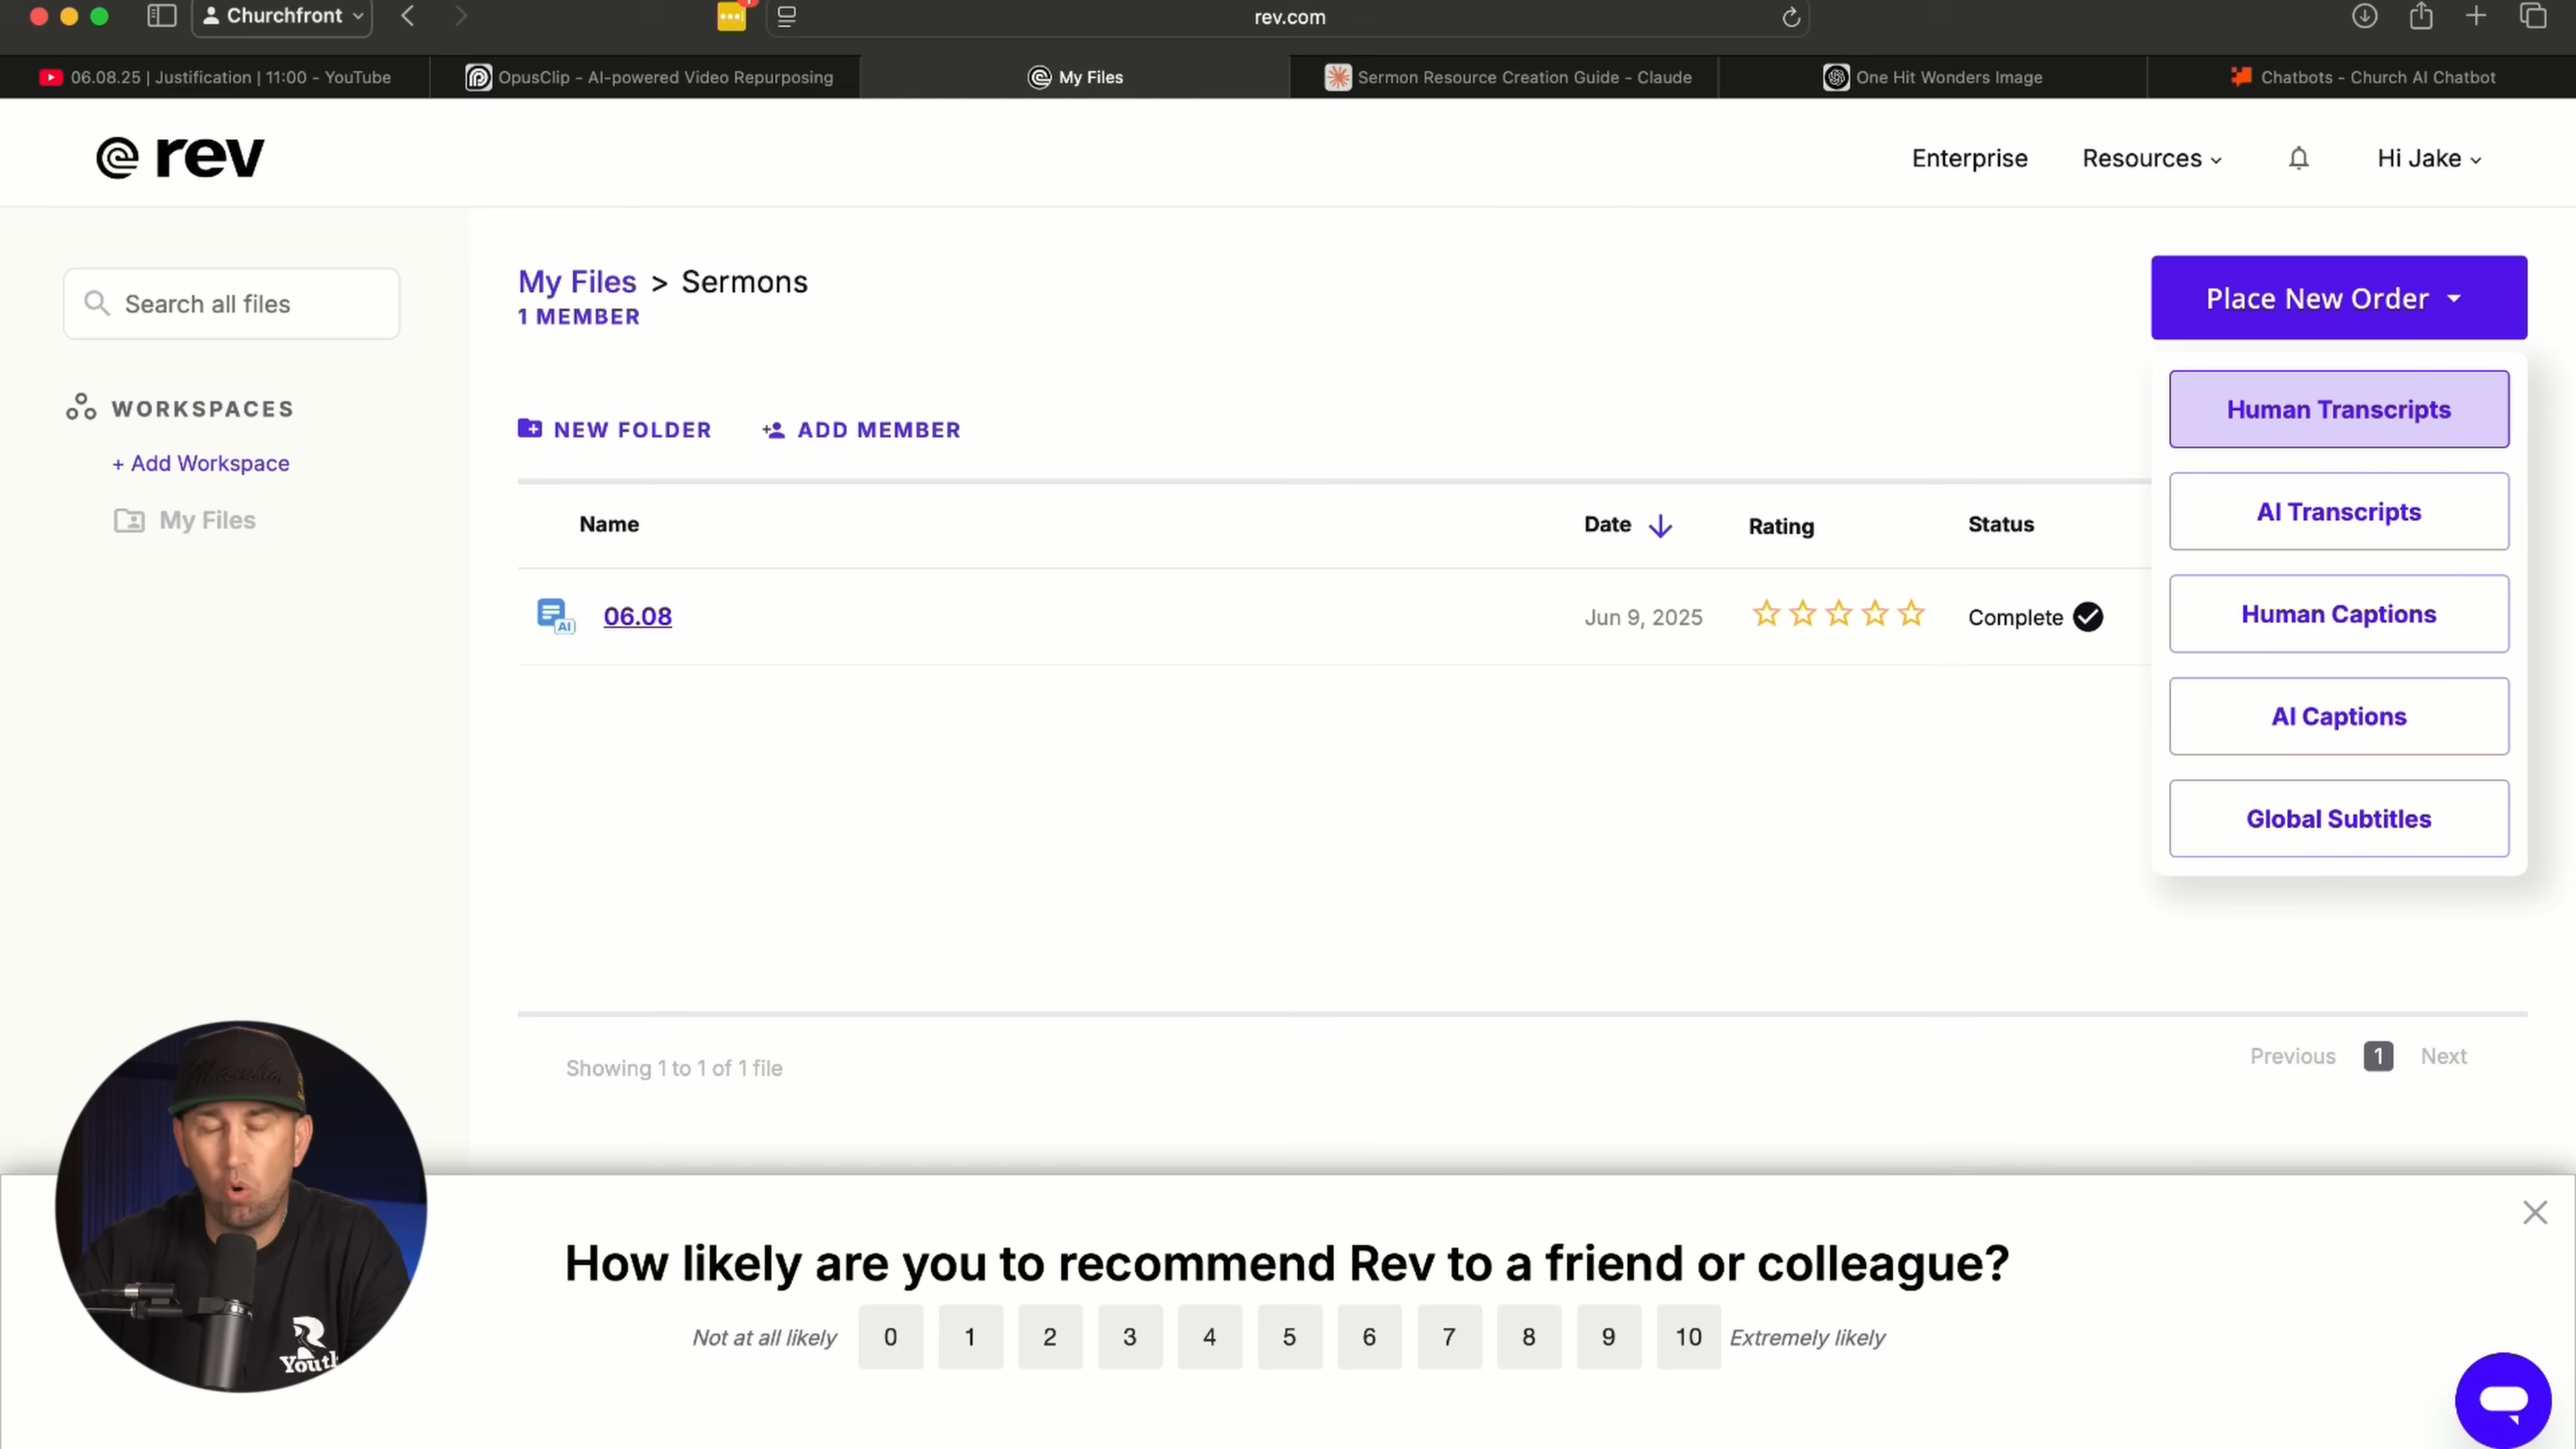 Churchfront
rev.com
06.08.25 | Justification | 11:00 - YouTube
OpusClip - AI-powered Video Repurposing
My Files
Sermon Resource Creation Guide - Claude
One Hit Wonders Image
Chatbots - Church AI Chatbot
rev
Enterprise
Resources
Hi Jake
Search all files
WORKSPACES
+ Add Workspace
My Files
My Files > Sermons
1 MEMBER
NEW FOLDER
ADD MEMBER
Place New Order
Human Transcripts
AI Transcripts
Human Captions
AI Captions
Global Subtitles
Name
Date
Rating
Status
AI
06.08
Jun 9, 2025
Complete
Showing 1 to 1 of 1 file
Previous
1
Next
How likely are you to recommend Rev to a friend or colleague?
Not at all likely
0
1
2
3
4
5
6
7
8
9
10
Extremely likely
R
Youth